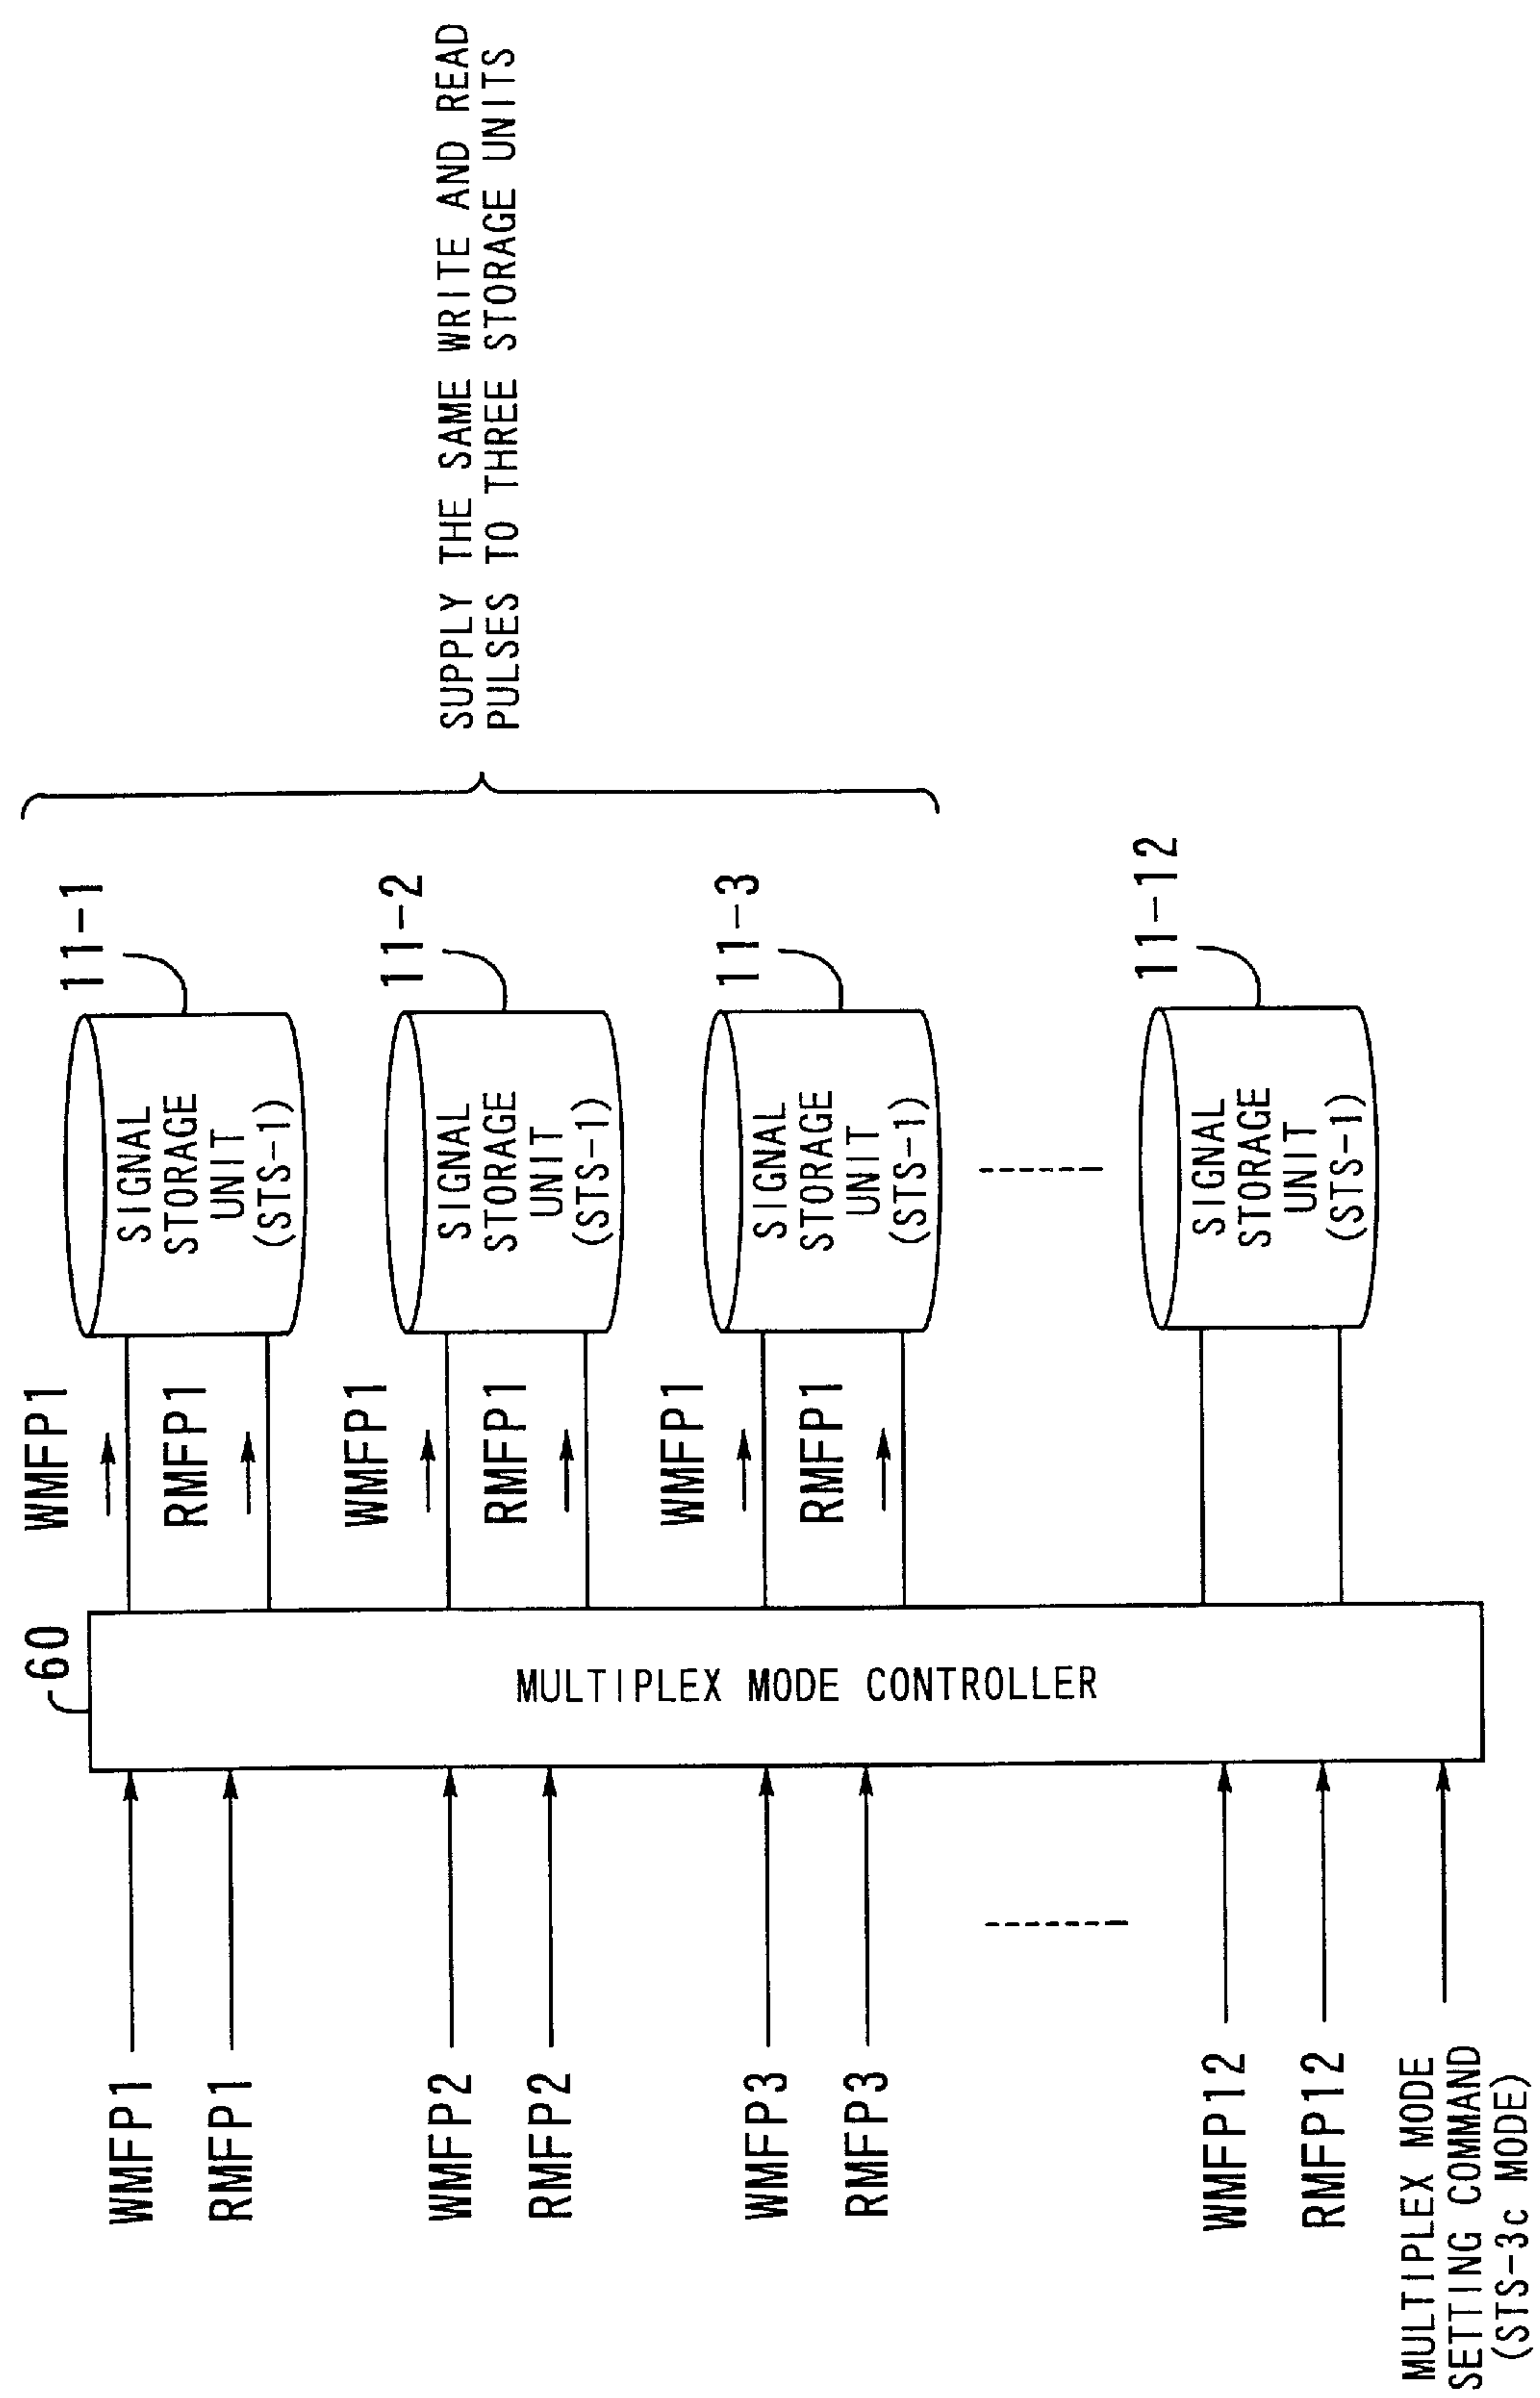 WMFP1
RMFP1
WMFP2
RMFP2
WMFP3
RMFP3
WMFP12
RMFP12
MULTIPLEX MODE
SETTING COMMAND
(STS-3c MODE)
60
MULTIPLEX MODE CONTROLLER
WMFP1
RMFP1
WMFP1
RMFP1
WMFP1
RMFP1
SIGNAL
STORAGE
UNIT
(STS-1)
11-1
SIGNAL
STORAGE
UNIT
(STS-1)
11-2
SIGNAL
STORAGE
UNIT
(STS-1)
11-3
SIGNAL
STORAGE
UNIT
(STS-1)
11-12
SUPPLY THE SAME WRITE AND READ
PULSES TO THREE STORAGE UNITS